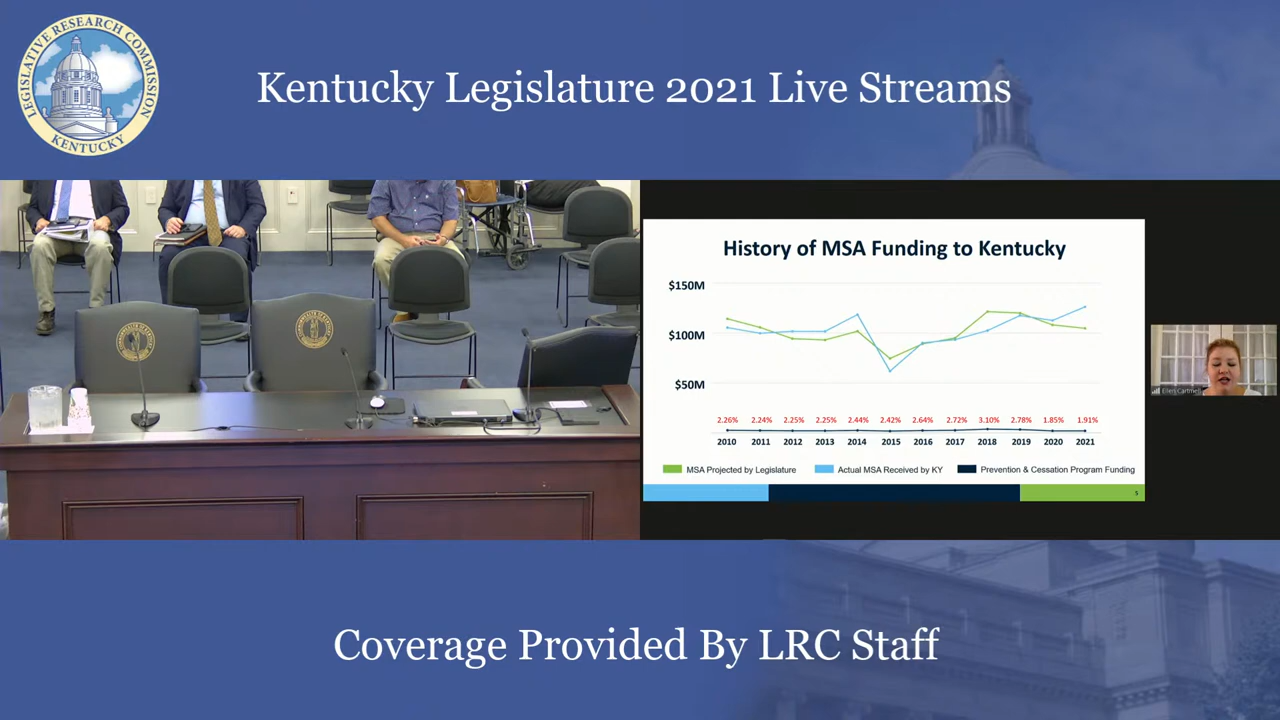 LEGISLATIVE RESEARCH COMMISSION
KENTUCKY
Kentucky Legislature 2021 Live Streams
History of MSA Funding to Kentucky
$150M
$100M
$50M
2.26% 2.24% 2.25% 2.25% 2.44% 2.42% 2.64% 2.72% 3.10% 2.78% 1.85% 1.91%
2010 2011 2012 2013 2014 2015 2016 2017 2018 2019 2020 2021
MSA Projected by Legislature Actual MSA Received by KY Prevention & Cessation Program Funding
5
Coverage Provided By LRC Staff